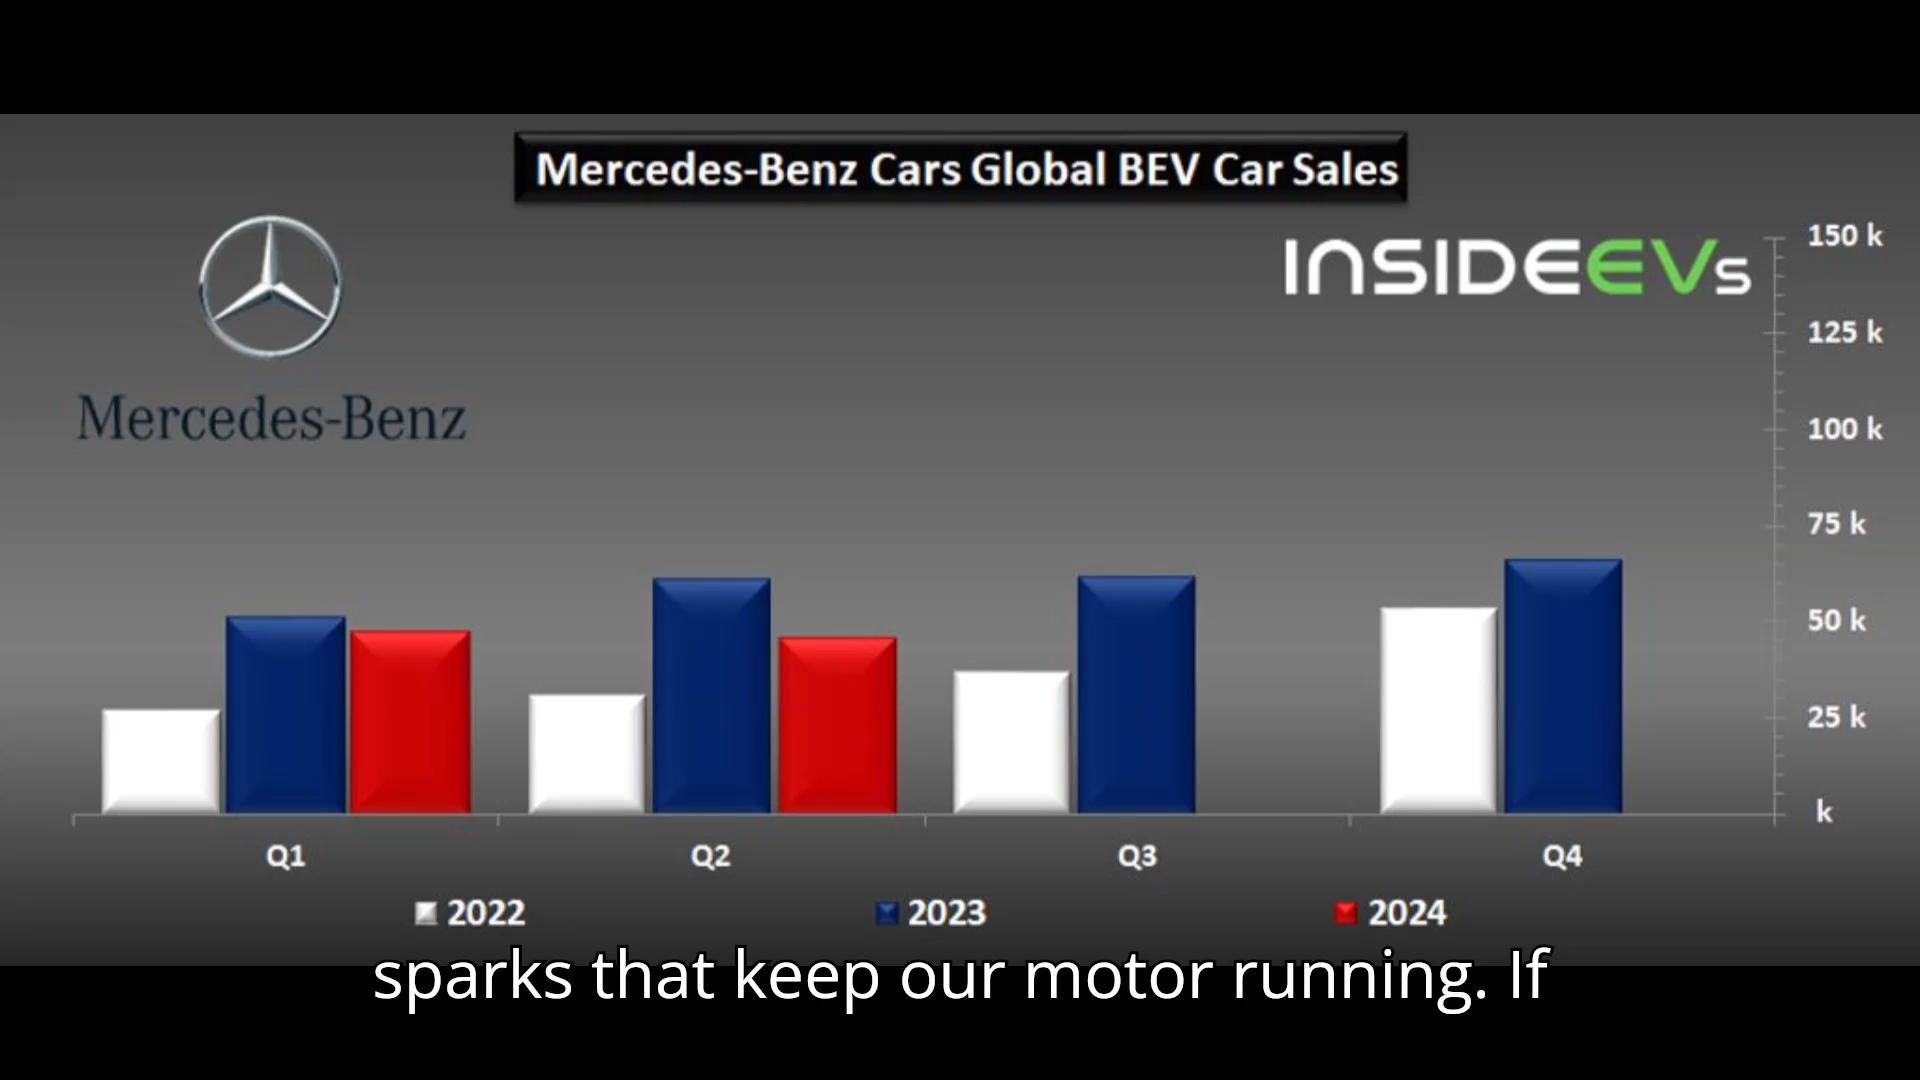 Mercedes-Benz Cars Global BEV Car Sales
INSIDEEVs
Mercedes-Benz
150 k
125 k
100 k
75 k
50 k
25 k
k
Q1 Q2 Q3 Q4
2022 2023 2024
sparks that keep our motor running. If